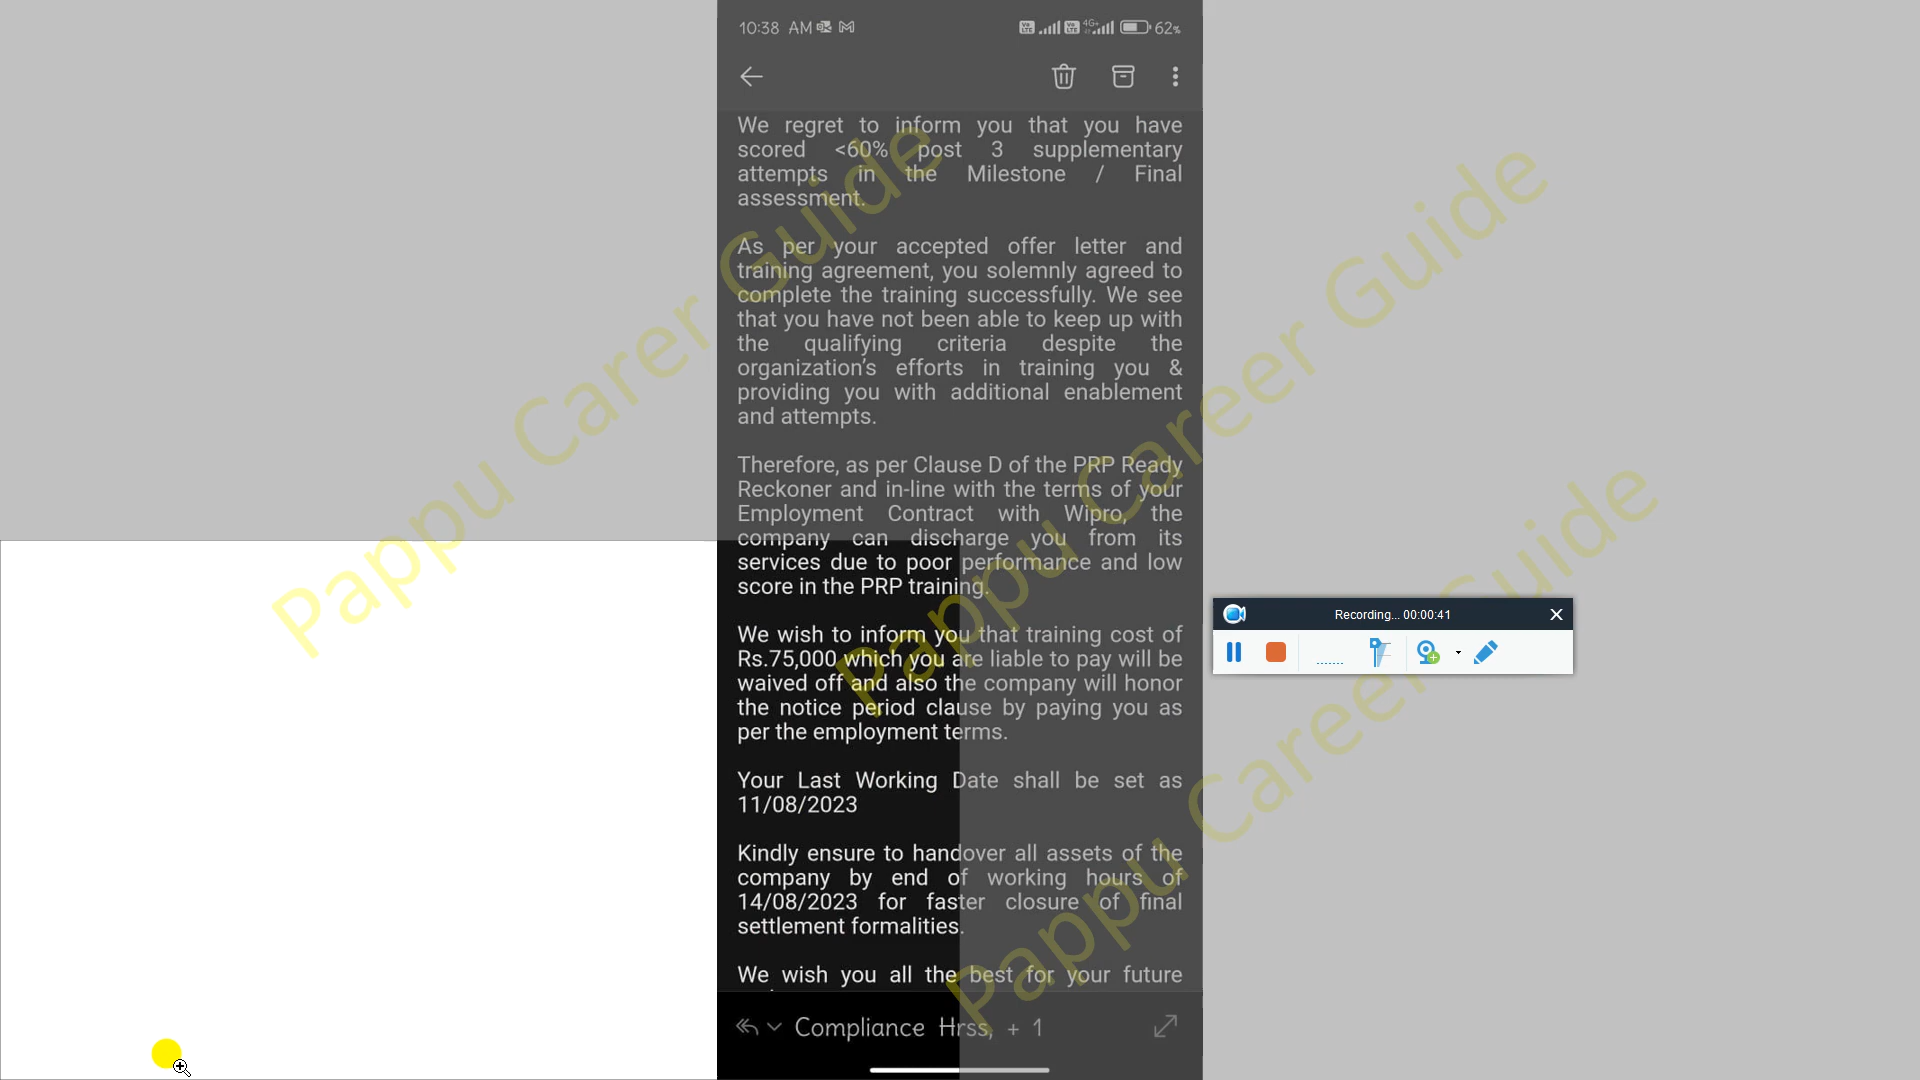 10:38 AM
4G+
62%
We regret to inform you that you have
scored <60% post 3 supplementary
attempts in the Milestone / Final
assessment.
As per your accepted offer letter and
training agreement, you solemnly agreed to
complete the training successfully. We see
that you have not been able to keep up with
the qualifying criteria despite the
organization's efforts in training you &
providing you with additional enablement
and attempts.
Therefore, as per Clause D of the PRP Ready
Reckoner and in-line with the terms of your
Employment Contract with Wipro, the
company can discharge you from its
services due to poor performance and low
score in the PRP training.
We wish to inform you that training cost of
Rs.75,000 which you are liable to pay will be
waived off and also the company will honor
the notice period clause by paying you as
per the employment terms.
Your Last Working Date shall be set as
11/08/2023
Kindly ensure to handover all assets of the
company by end of working hours of
14/08/2023 for faster closure of final
settlement formalities.
We wish you all the best for your future
Compliance Hrss, + 1
Recording... 00:00:41
Pappu Carer Guide
Pappu Career Guide
Pappu Career Guide